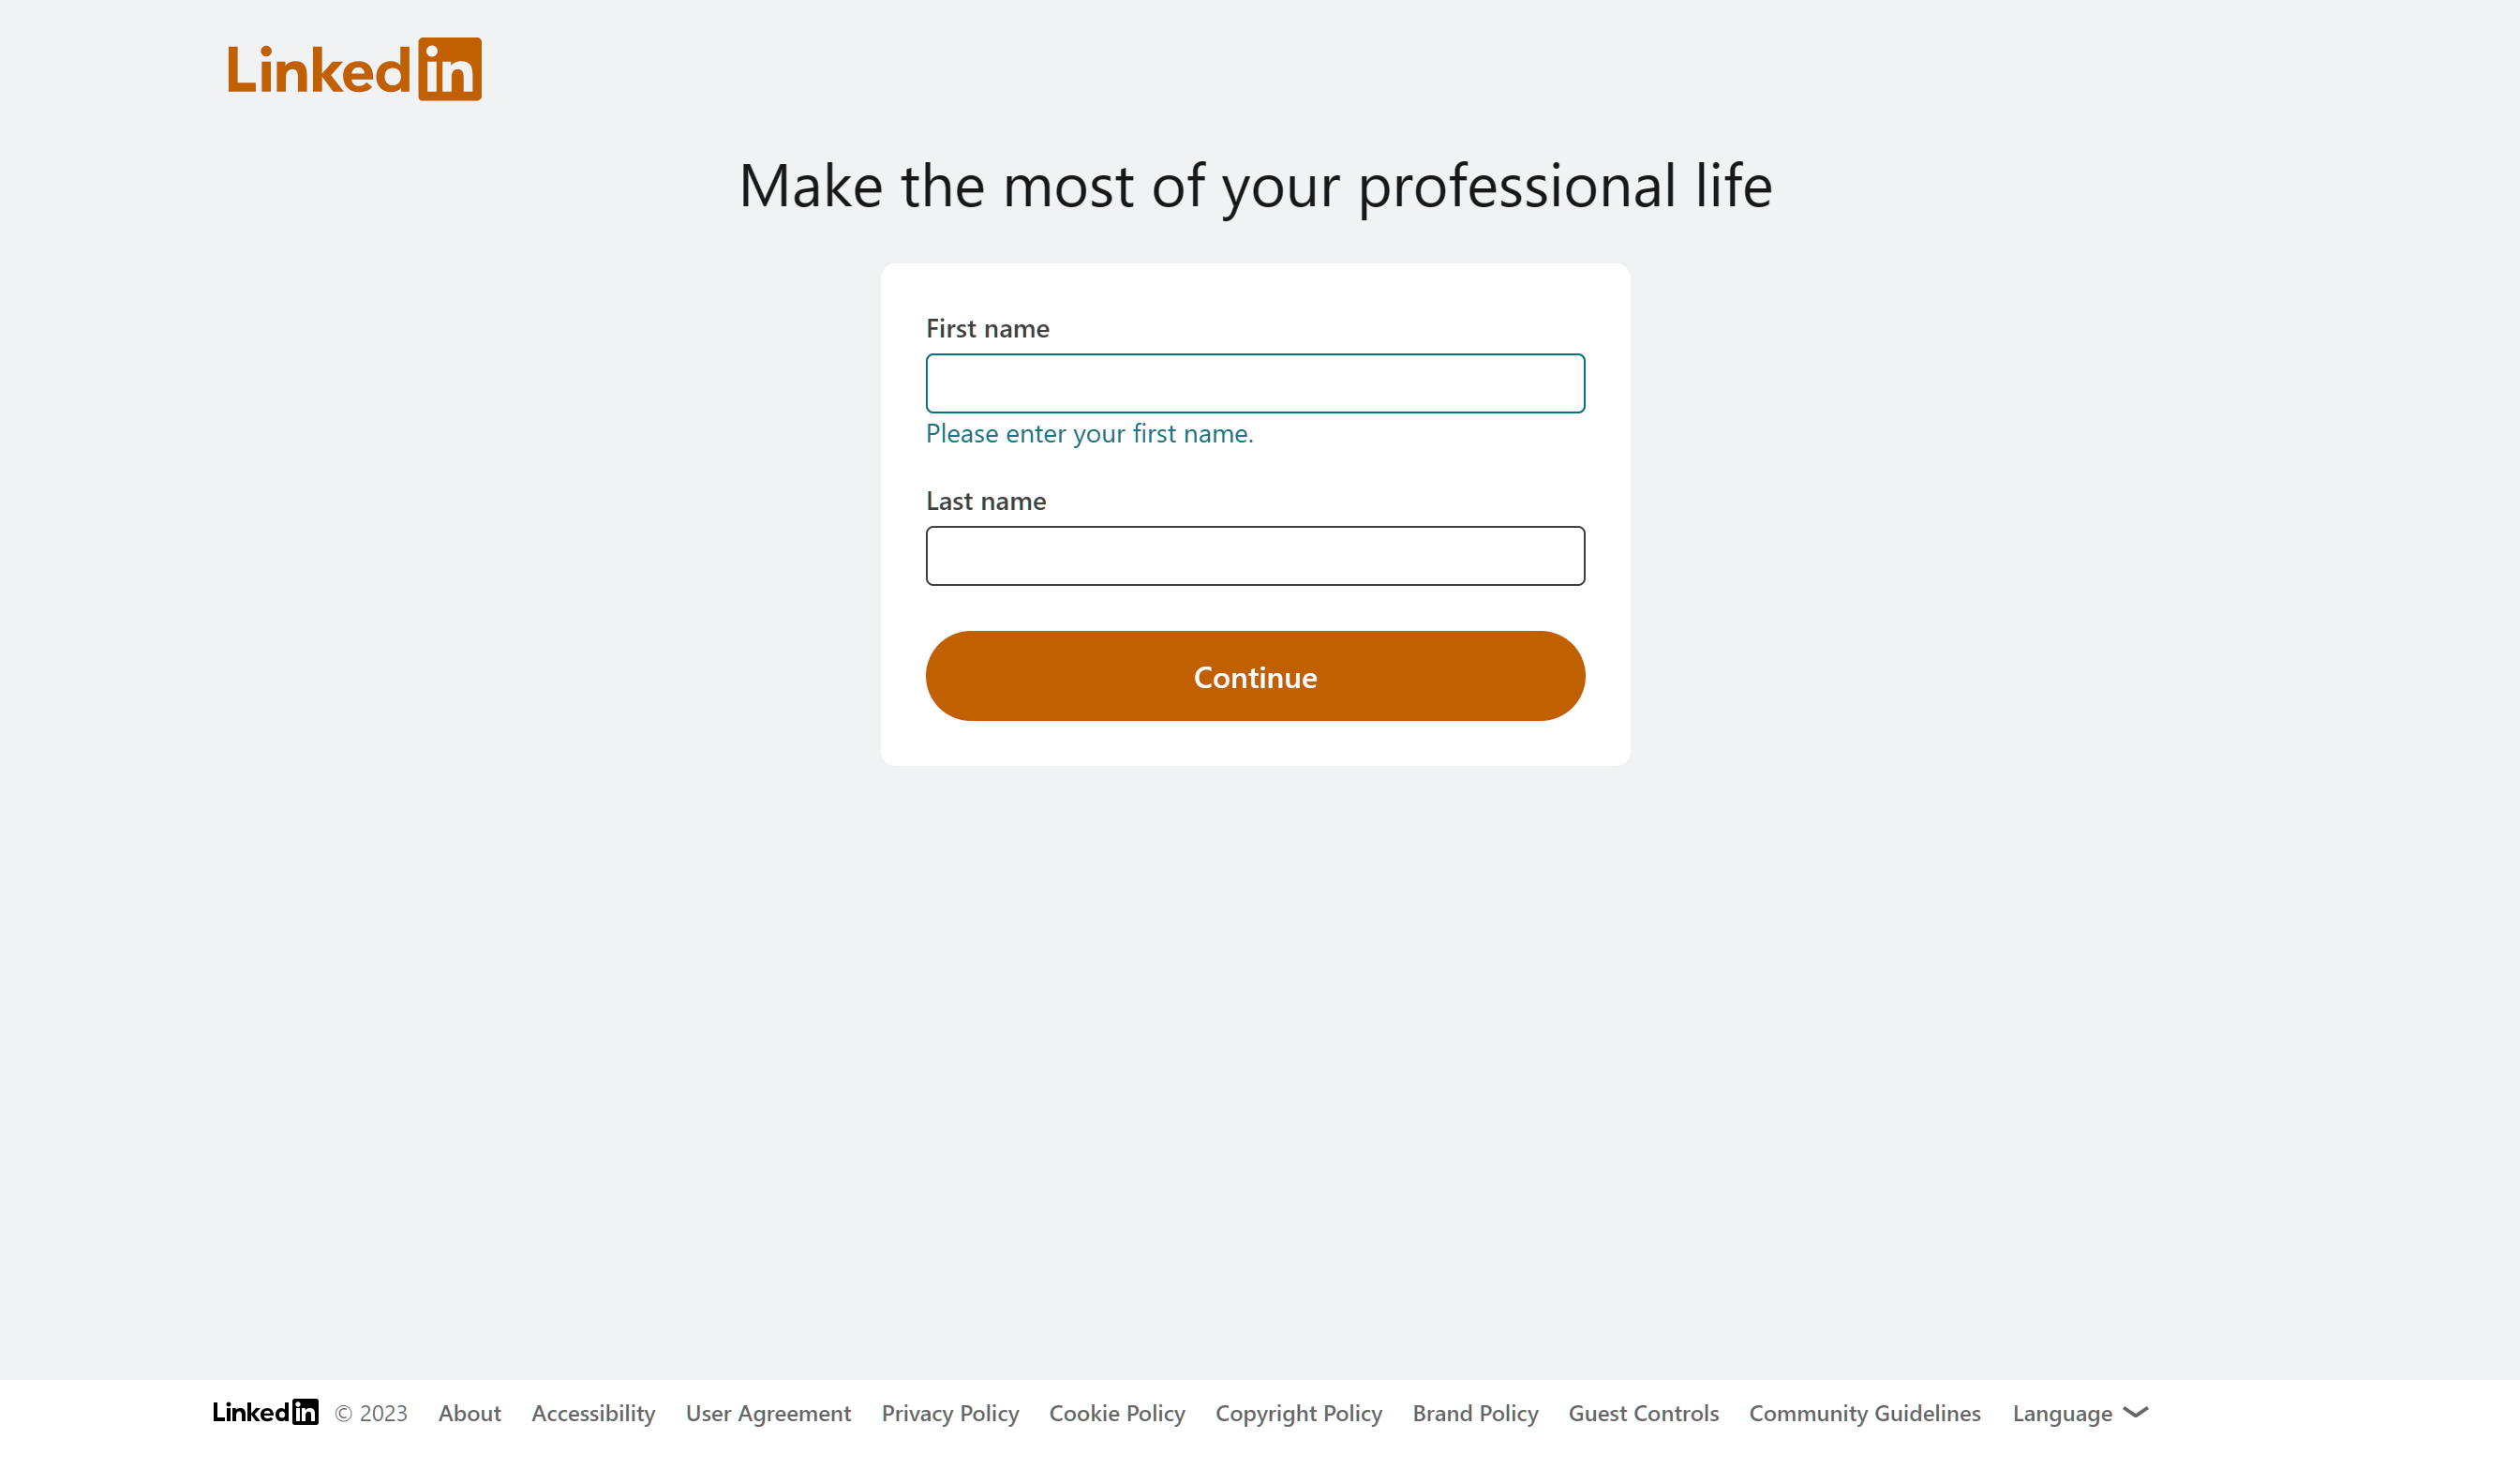 LinkedIn
Make the most of your professional life
First name
Please enter your first name.
Last name
Continue
LinkedIn © 2023 About Accessibility User Agreement Privacy Policy Cookie Policy Copyright Policy Brand Policy Guest Controls Community Guidelines Language